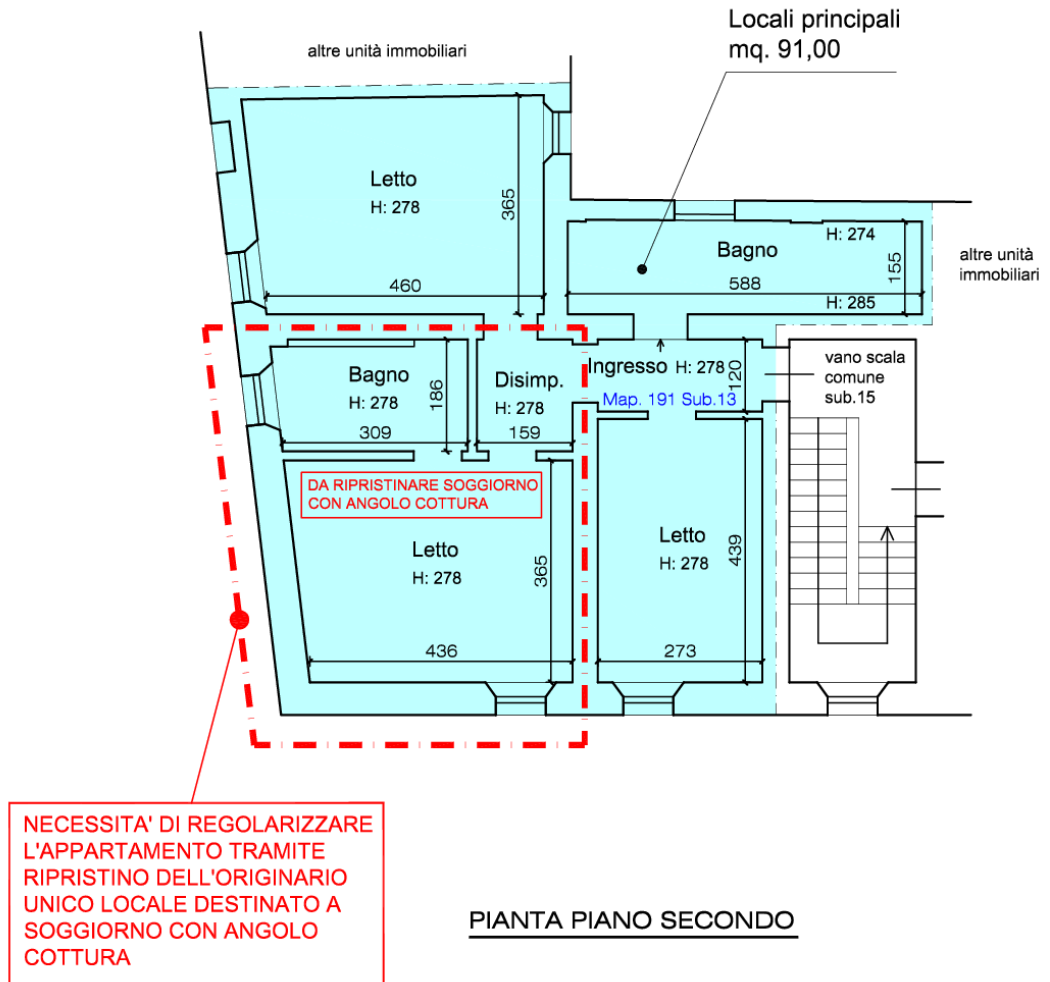 Locali principali
mq. 91,00
altre unità immobiliari
Letto
H: 278
365
460
Bagno
H: 274
155
588
H: 285
altre unità
immobiliari
Bagno
H: 278
186
309
Disimp.
H: 278
159
Ingresso H: 278
120
Map. 191 Sub.13
vano scala
comune
sub.15
DA RIPRISTINARE SOGGIORNO
CON ANGOLO COTTURA
Letto
H: 278
365
436
Letto
H: 278
439
273
NECESSITA' DI REGOLARIZZARE
L'APPARTAMENTO TRAMITE
RIPRISTINO DELL'ORIGINARIO
UNICO LOCALE DESTINATO A
SOGGIORNO CON ANGOLO
COTTURA
PIANTA PIANO SECONDO